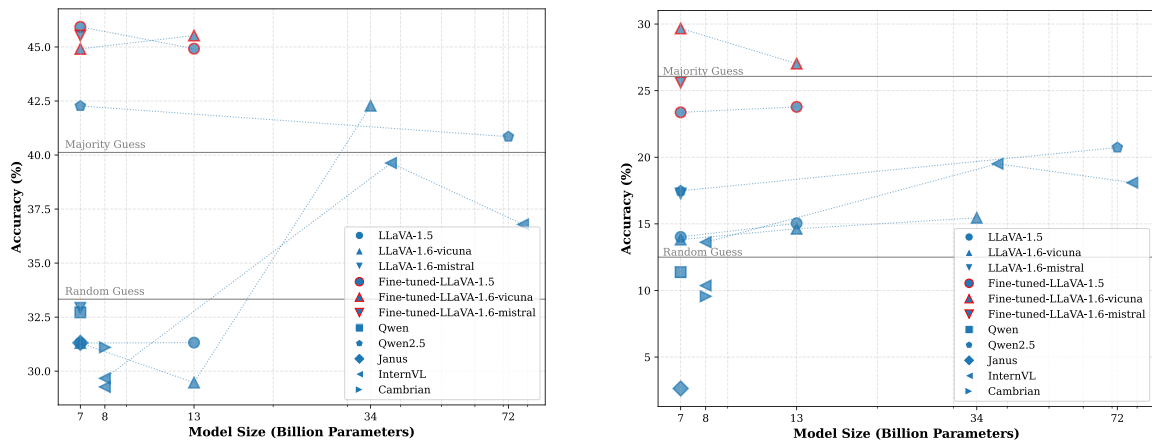 45.0
42.5
40.0
37.5
35.0
32.5
30.0
Accuracy (%)
Majority Guess
Random Guess
LLaVA-1.5
LLaVA-1.6-vicuna
LLaVA-1.6-mistral
Fine-tuned-LLaVA-1.5
Fine-tuned-LLaVA-1.6-vicuna
Fine-tuned-LLaVA-1.6-mistral
Qwen
Qwen2.5
Janus
InternVL
Cambrian
7 8 13 34 72
Model Size (Billion Parameters)
30
25
20
15
10
5
Accuracy (%)
Majority Guess
Random Guess
LLaVA-1.5
LLaVA-1.6-vicuna
LLaVA-1.6-mistral
Fine-tuned-LLaVA-1.5
Fine-tuned-LLaVA-1.6-vicuna
Fine-tuned-LLaVA-1.6-mistral
Qwen
Qwen2.5
Janus
InternVL
Cambrian
7 8 13 34 72
Model Size (Billion Parameters)